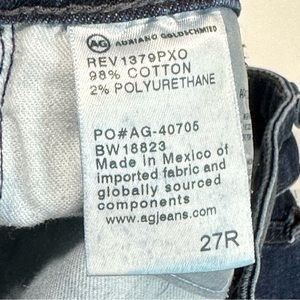 AG ADRIANO GOLDSCHMIED
REV1379PXO
98% COTTON
2% POLYURETHANE
PO#AG-40705
BW18823
Made in Mexico of
imported fabric and
globally sourced
components
www.agjeans.com
27R